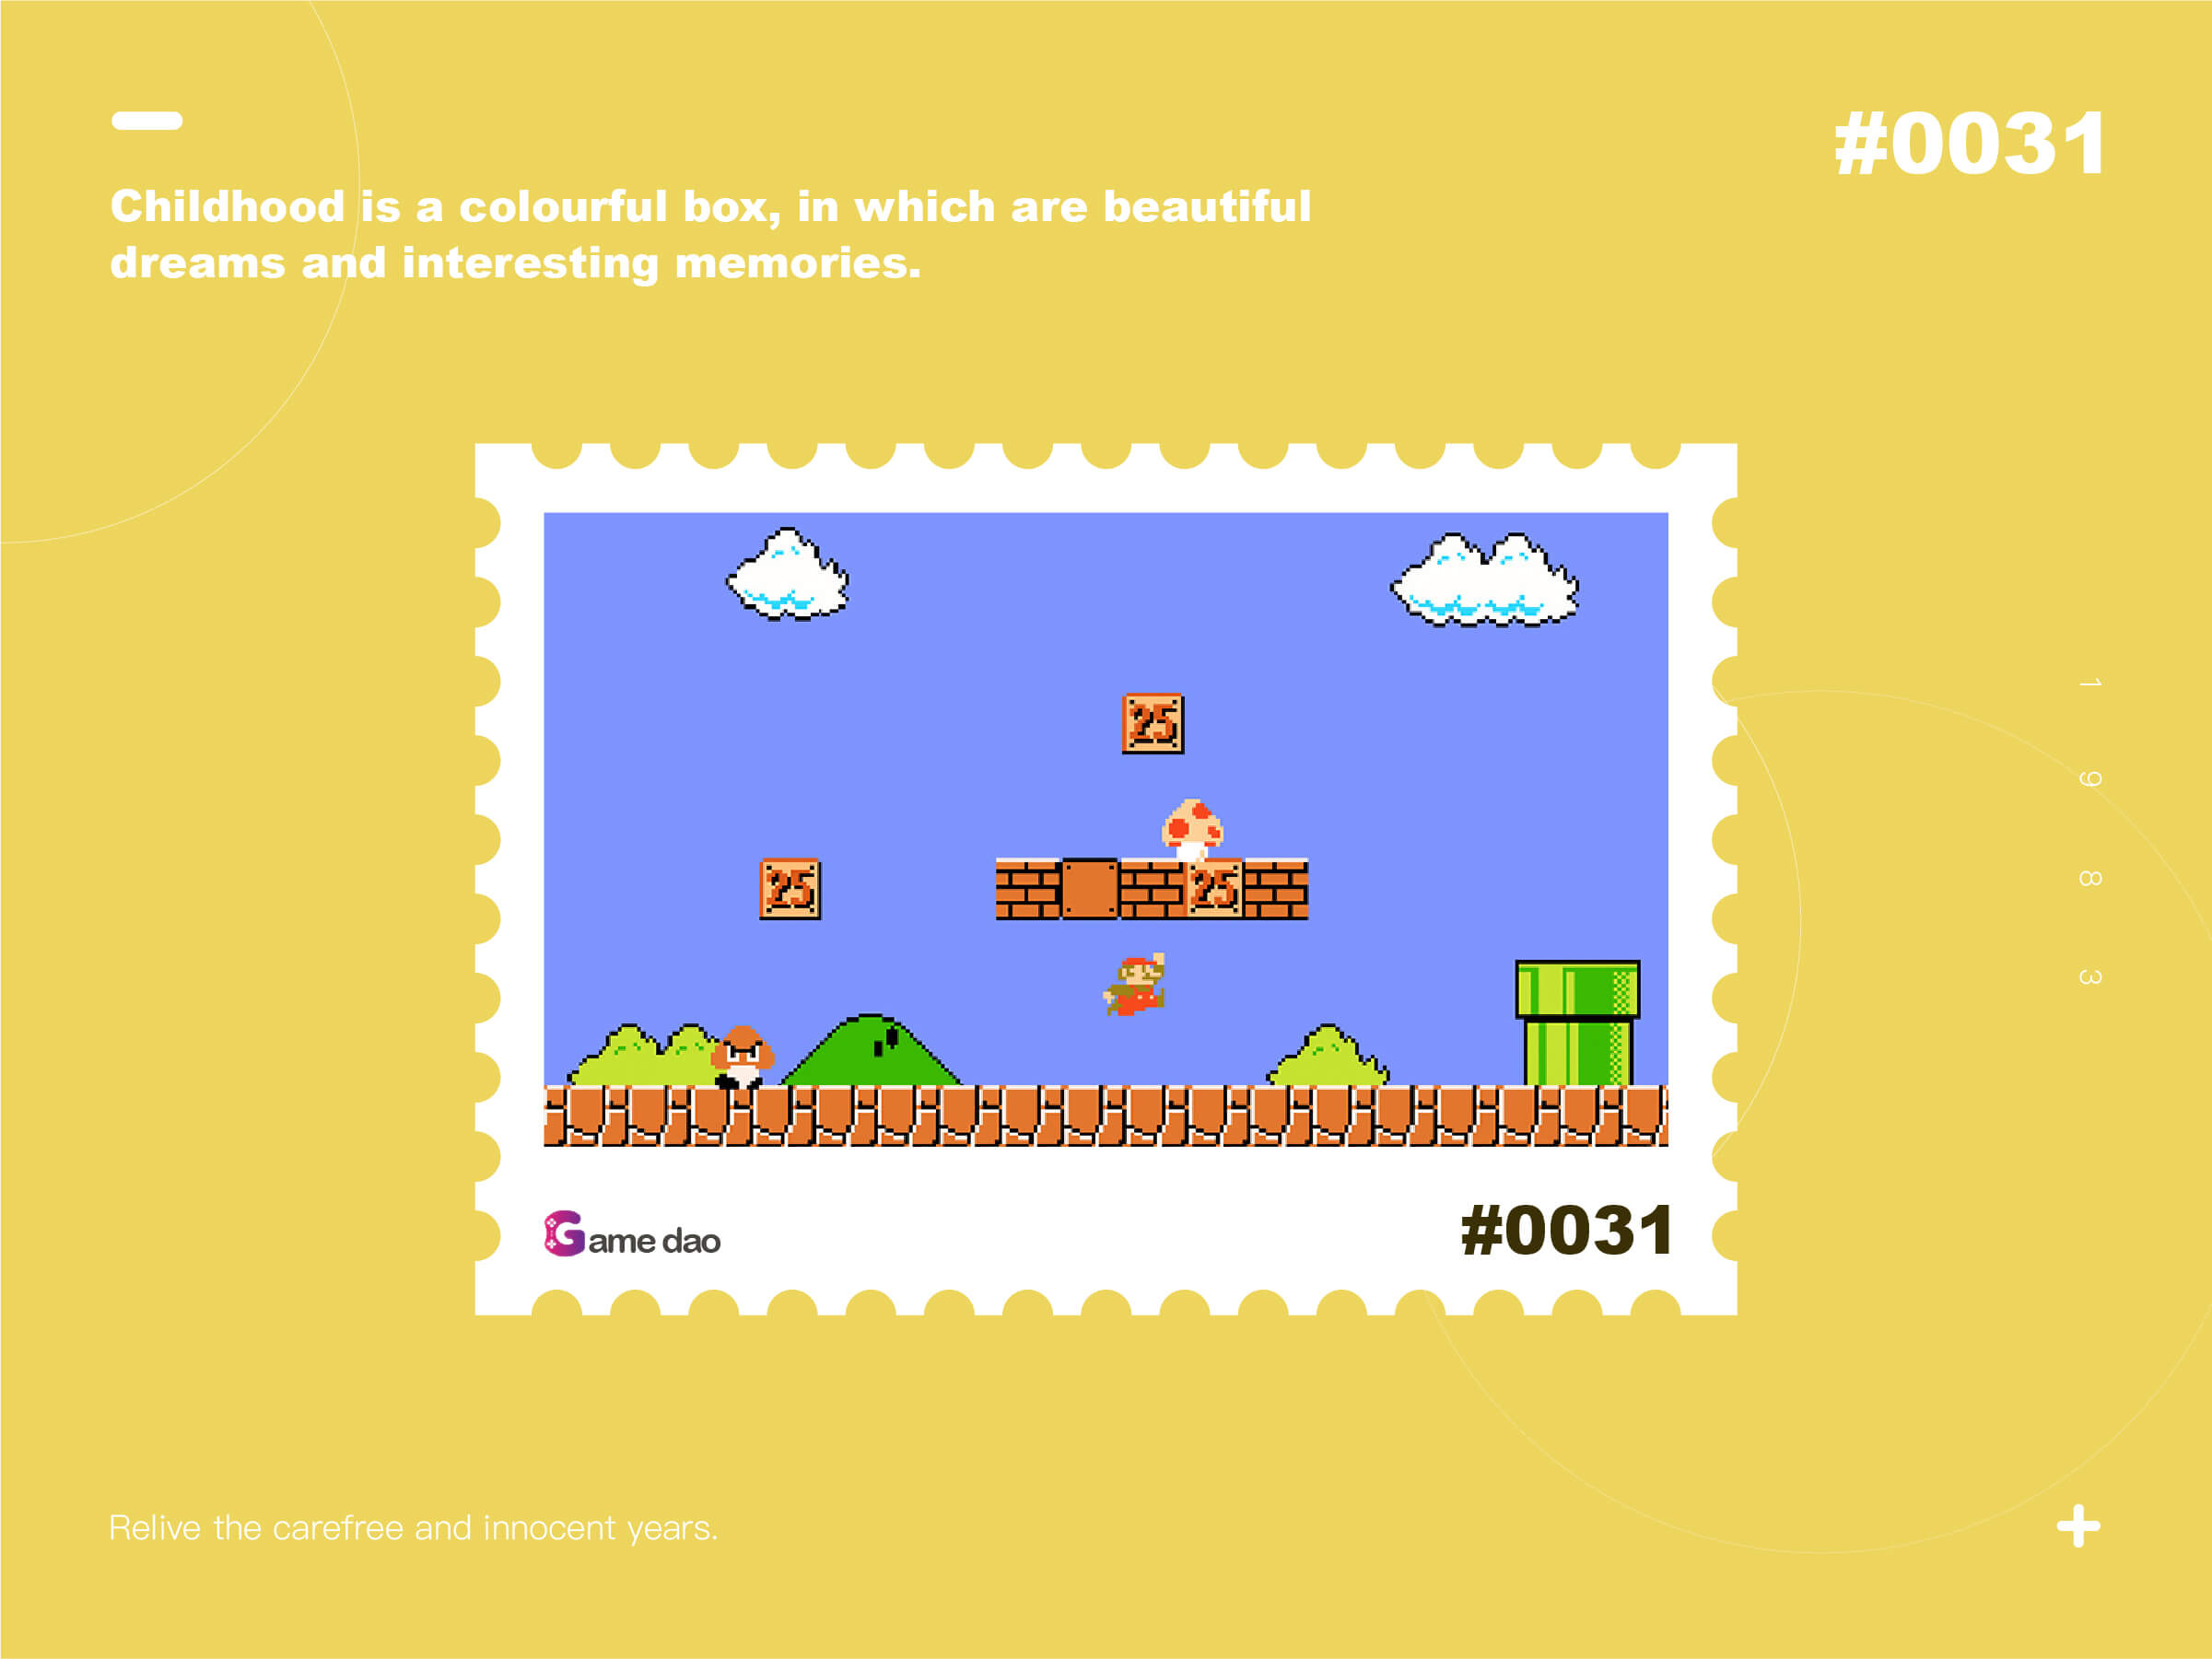 #0031
Childhood is a colourful box, in which are beautiful
dreams and interesting memories.
25
25
25
1
9
8
3
Game dao
#0031
Relive the carefree and innocent years.